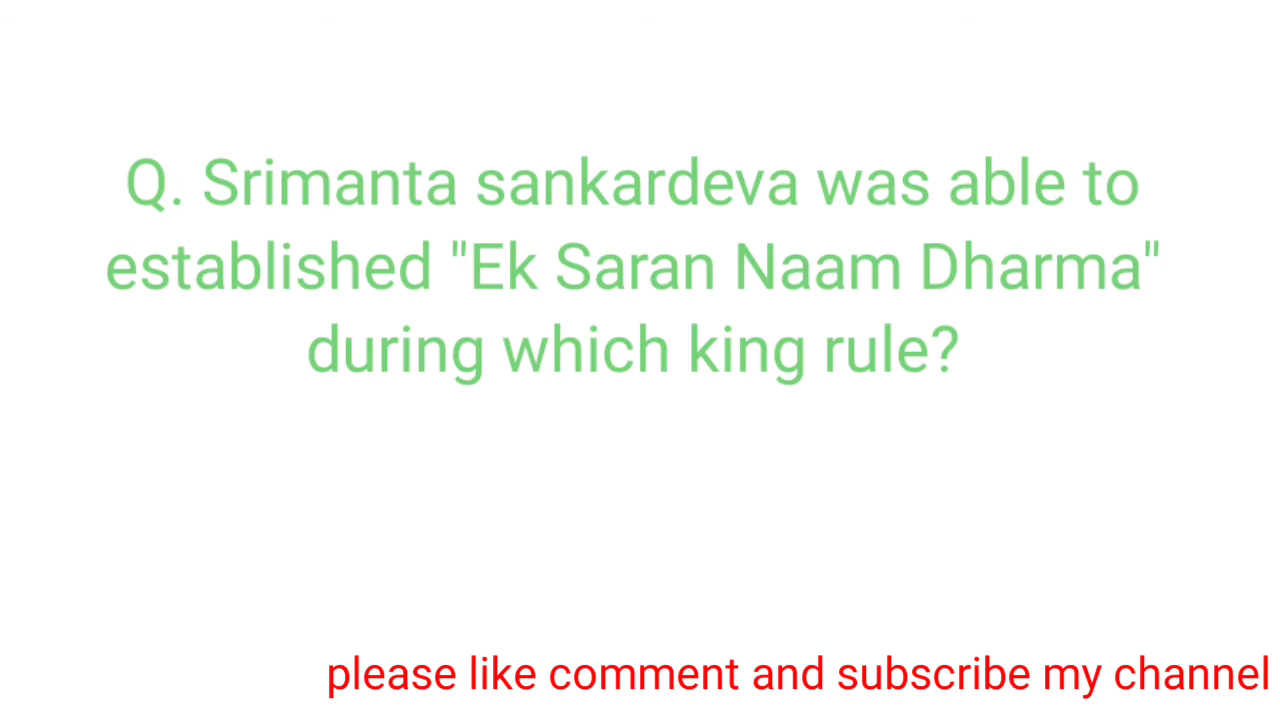 Q. Srimanta sankardeva was able to
established "Ek Saran Naam Dharma"
during which king rule?
please like comment and subscribe my channel